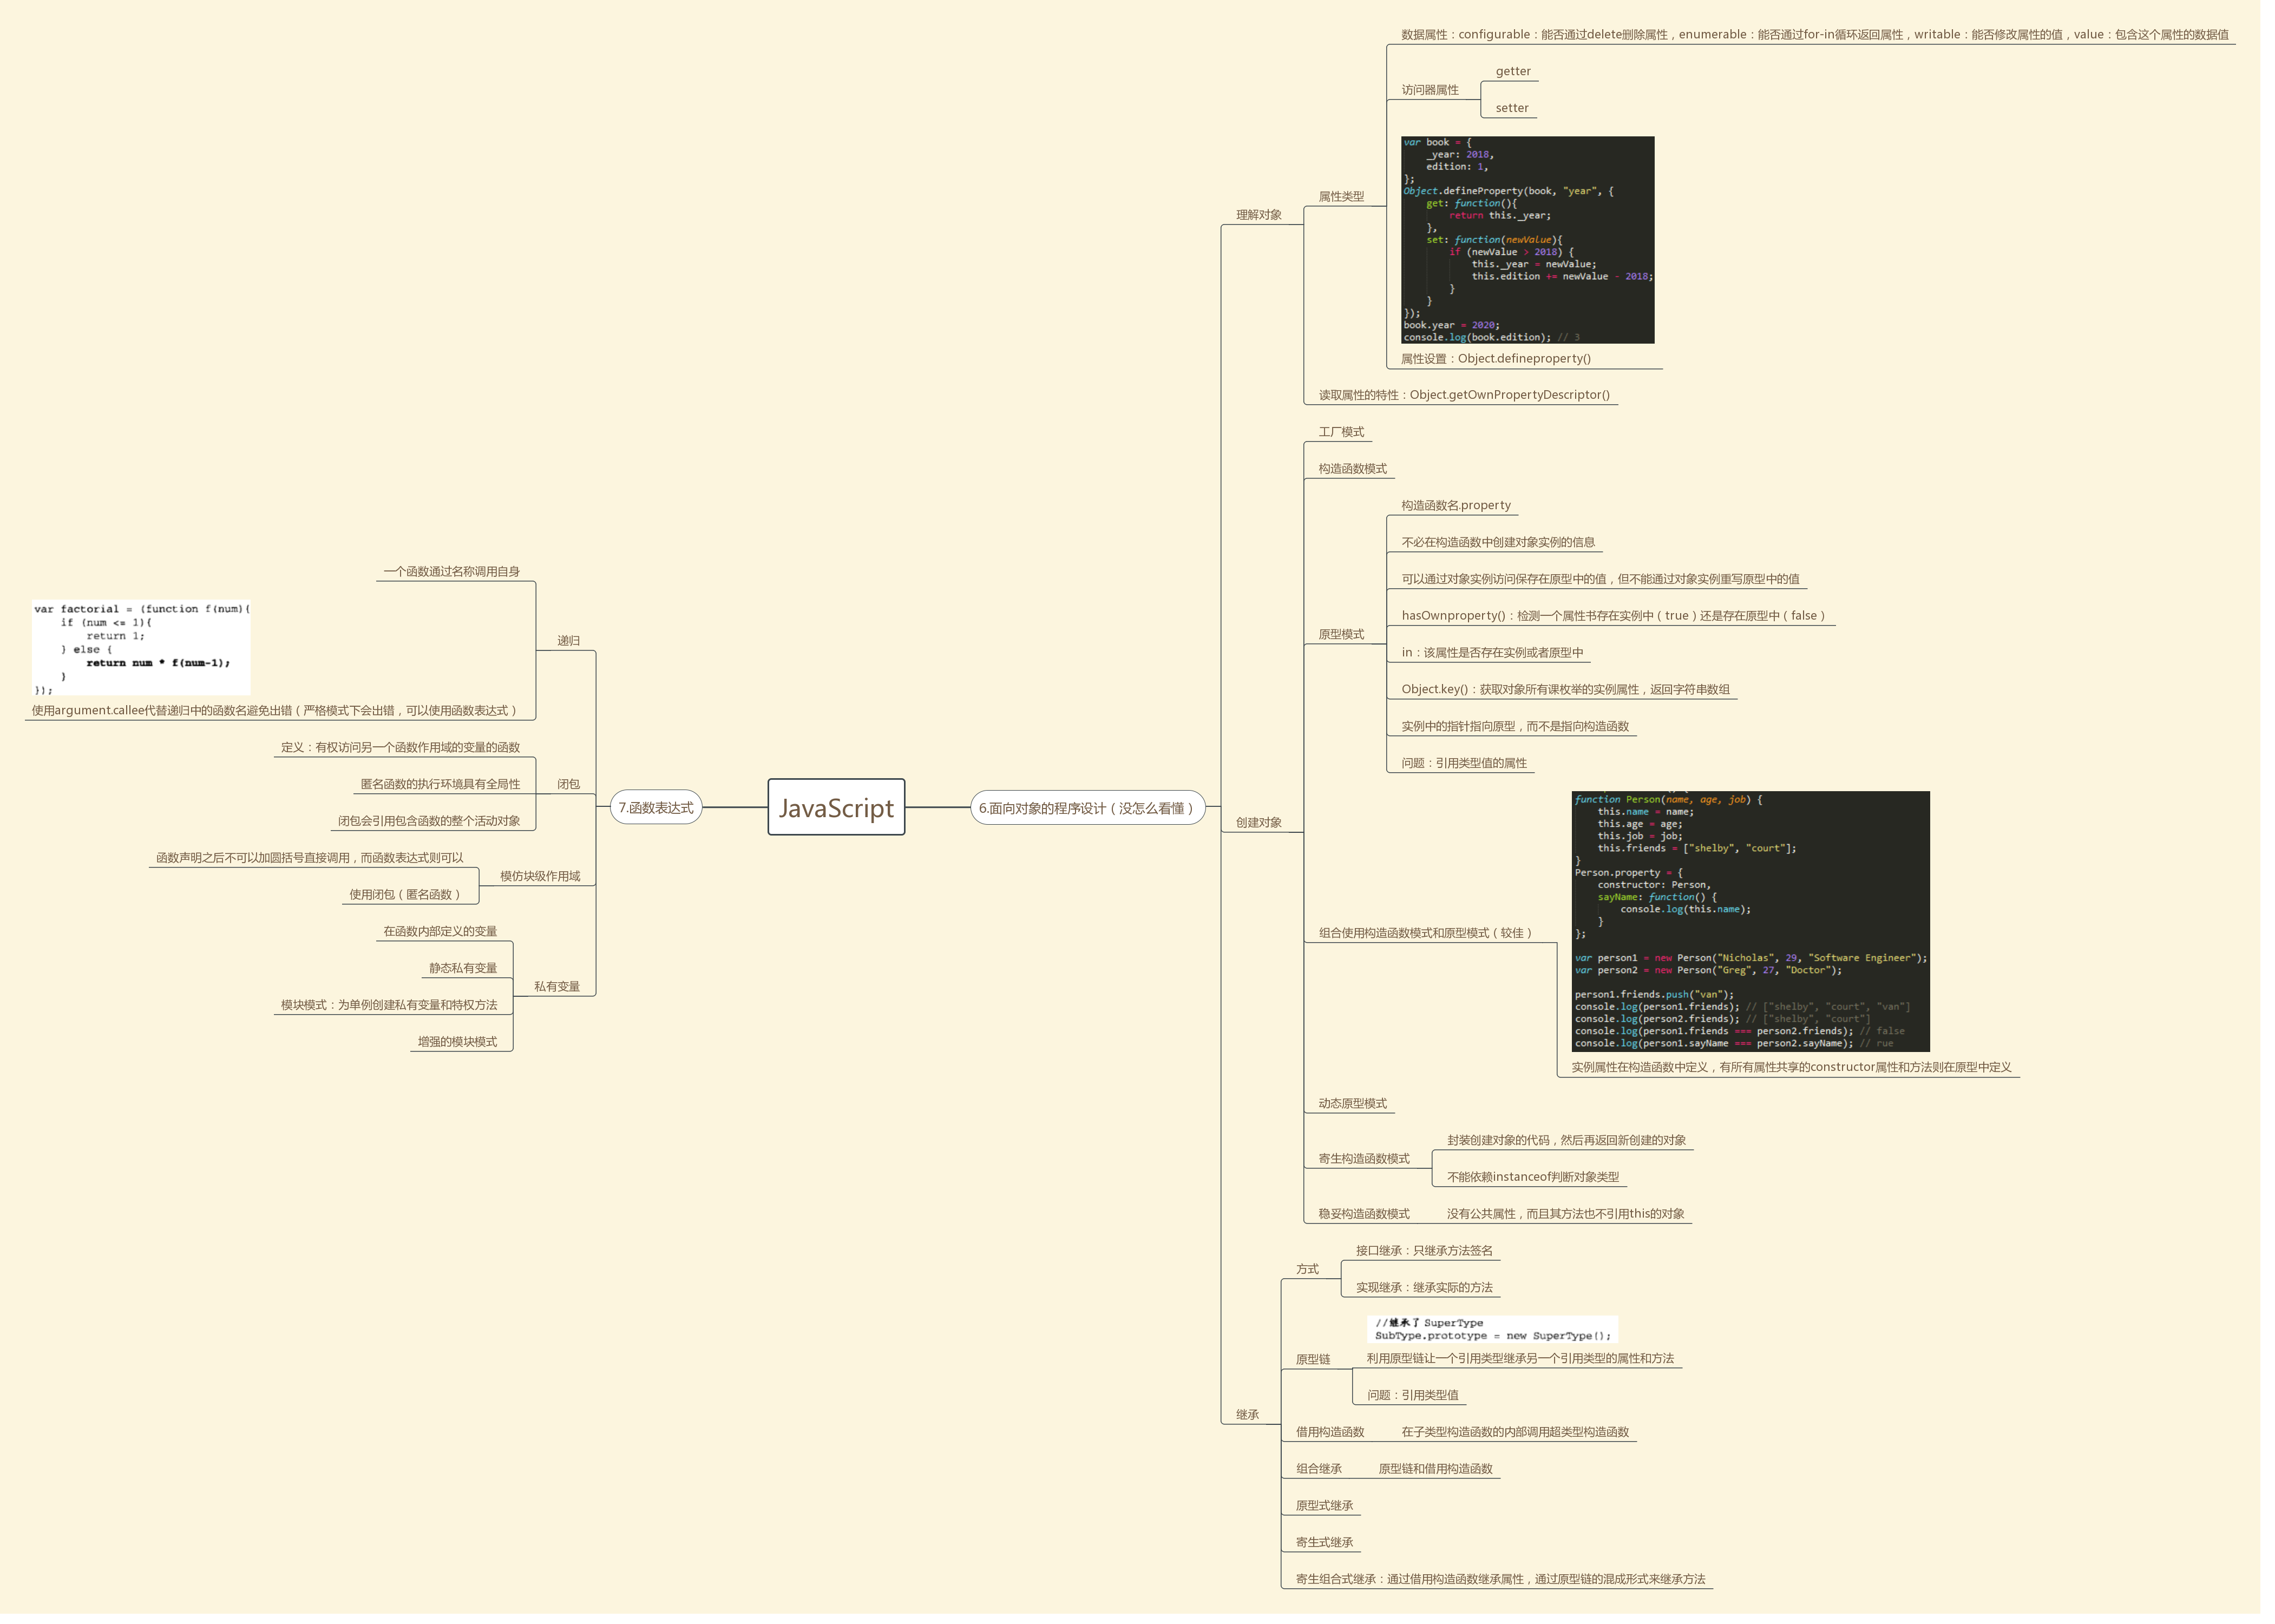 JavaScript
6.面向对象的程序设计（没怎么看懂）
理解对象
属性类型
数据属性：configurable：能否通过delete删除属性，enumerable：能否通过for-in循环返回属性，writable：能否修改属性的值，value：包含这个属性的数据值
访问器属性
getter
setter
var book = {
    _year: 2018,
    edition: 1,
};
Object.defineProperty(book, "year", {
    get: function(){
        return this._year;
    },
    set: function(newValue){
        if (newValue > 2018) {
            this._year = newValue;
            this.edition += newValue - 2018;
        }
    }
});
book.year = 2020;
console.log(book.edition); // 3
属性设置：Object.defineproperty()
读取属性的特性：Object.getOwnPropertyDescriptor()
创建对象
工厂模式
构造函数模式
原型模式
构造函数名.property
不必在构造函数中创建对象实例的信息
可以通过对象实例访问保存在原型中的值，但不能通过对象实例重写原型中的值
hasOwnproperty()：检测一个属性书存在实例中（true）还是存在原型中（false）
in：该属性是否存在实例或者原型中
Object.key()：获取对象所有课枚举的实例属性，返回字符串数组
实例中的指针指向原型，而不是指向构造函数
问题：引用类型值的属性
组合使用构造函数模式和原型模式（较佳）
function Person(name, age, job) {
    this.name = name;
    this.age = age;
    this.job = job;
    this.friends = ["shelby", "court"];
}
Person.property = {
    constructor: Person,
    sayName: function() {
        console.log(this.name);
    }
};
var person1 = new Person("Nicholas", 29, "Software Engineer");
var person2 = new Person("Greg", 27, "Doctor");
person1.friends.push("van");
console.log(person1.friends); // ["shelby", "court", "van"]
console.log(person2.friends); // ["shelby", "court"]
console.log(person1.friends === person2.friends); // false
console.log(person1.sayName === person2.sayName); // rue
实例属性在构造函数中定义，有所有属性共享的constructor属性和方法则在原型中定义
动态原型模式
寄生构造函数模式
封装创建对象的代码，然后再返回新创建的对象
不能依赖instanceof判断对象类型
稳妥构造函数模式
没有公共属性，而且其方法也不引用this的对象
继承
方式
接口继承：只继承方法签名
实现继承：继承实际的方法
原型链
//继承了 SuperType
SubType.prototype = new SuperType();
利用原型链让一个引用类型继承另一个引用类型的属性和方法
问题：引用类型值
借用构造函数
在子类型构造函数的内部调用超类型构造函数
组合继承
原型链和借用构造函数
原型式继承
寄生式继承
寄生组合式继承：通过借用构造函数继承属性，通过原型链的混成形式来继承方法
7.函数表达式
递归
一个函数通过名称调用自身
var factorial = (function f(num){
    if (num <= 1){
        return 1;
    } else {
        return num * f(num-1);
    }
});
使用argument.callee代替递归中的函数名避免出错（严格模式下会出错，可以使用函数表达式）
闭包
定义：有权访问另一个函数作用域的变量的函数
匿名函数的执行环境具有全局性
闭包会引用包含函数的整个活动对象
模仿块级作用域
函数声明之后不可以加圆括号直接调用，而函数表达式则可以
使用闭包（匿名函数）
私有变量
在函数内部定义的变量
静态私有变量
模块模式：为单例创建私有变量和特权方法
增强的模块模式